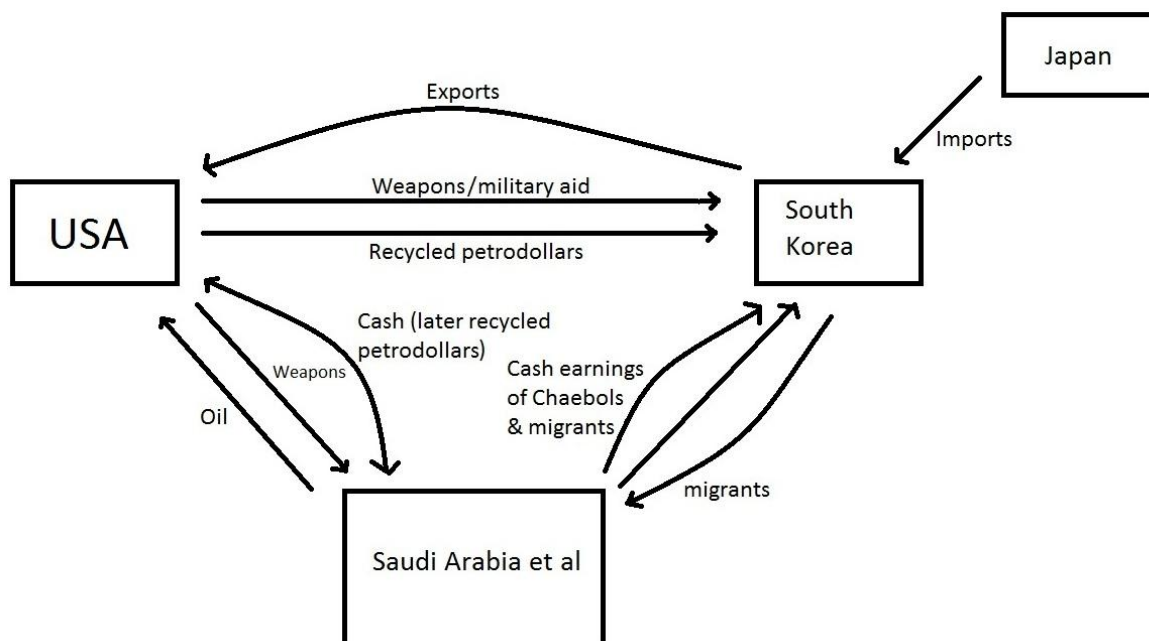 Japan
Exports
Imports
Weapons/military aid
USA
South
Korea
Recycled petrodollars
Cash (later recycled
petrodollars)
Weapons
Cash earnings
of Chaebols
& migrants
Oil
migrants
Saudi Arabia et al